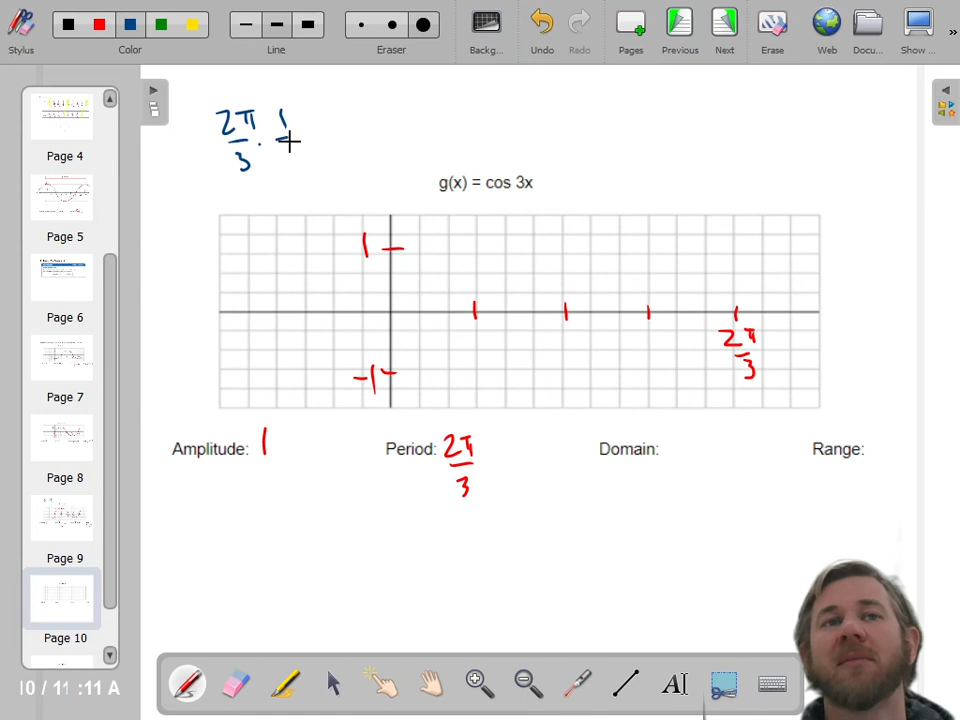 Stylus
Color
Line
Eraser
Backg...
Undo
Redo
Pages
Previous
Next
Erase
Web
Docu...
Show ...
»
Page 4
Page 5
Page 6
Page 7
Page 8
Page 9
Page 10
2π/3 · 1
g(x) = cos 3x
1
-1
2π/3
Amplitude: 1
Period: 2π/3
Domain:
Range:
10 / 11 :11 A
A